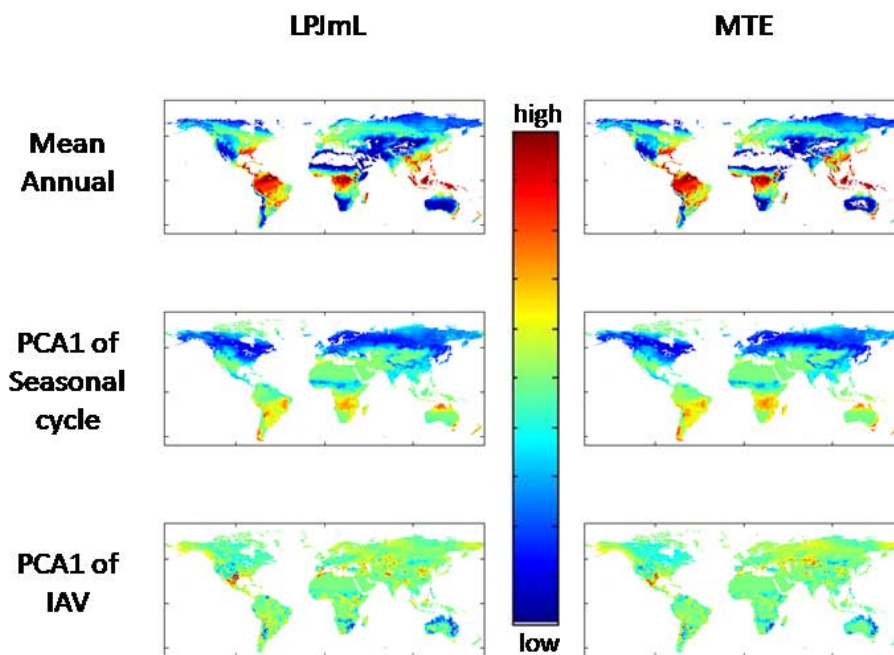 LPJmL
MTE
high
Mean
Annual
PCA1 of
Seasonal
cycle
PCA1 of
IAV
low